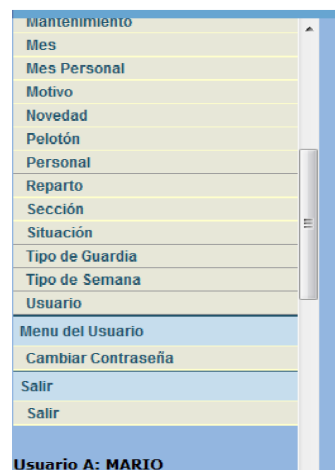 Mantenimiento
Mes
Mes Personal
Motivo
Novedad
Pelotón
Personal
Reparto
Sección
Situación
Tipo de Guardia
Tipo de Semana
Usuario
Menu del Usuario
Cambiar Contraseña
Salir
Salir
Usuario A: MARIO